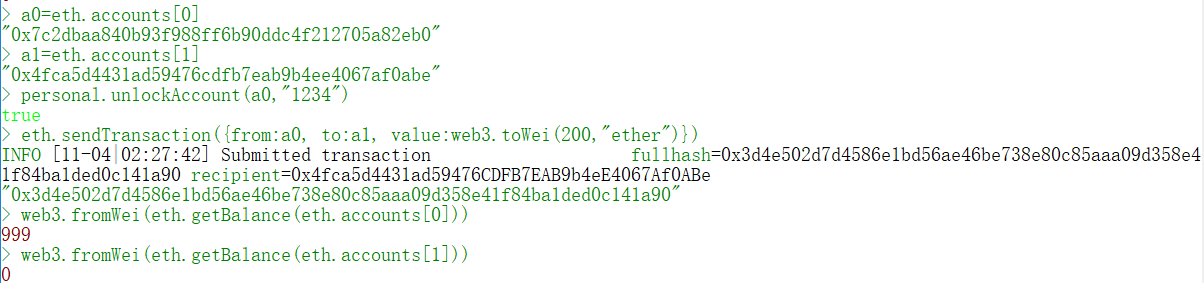 > a0=eth.accounts[0]
"0x7c2dbaa840b93f988ff6b90ddc4f212705a82eb0"
> a1=eth.accounts[1]
"0x4fca5d4431ad59476cdfb7eab9b4ee4067af0abe"
> personal.unlockAccount(a0,"1234")
true
> eth.sendTransaction({from:a0, to:a1, value:web3.toWei(200,"ether")})
INFO [11-04|02:27:42] Submitted transaction fullhash=0x3d4e502d7d4586e1bd56ae46be738e80c85aaa09d358e4
1f84ba1ded0c141a90 recipient=0x4fca5d4431ad59476CDFB7EAB9b4eE4067Af0ABe
"0x3d4e502d7d4586e1bd56ae46be738e80c85aaa09d358e41f84ba1ded0c141a90"
> web3.fromWei(eth.getBalance(eth.accounts[0]))
999
> web3.fromWei(eth.getBalance(eth.accounts[1]))
0